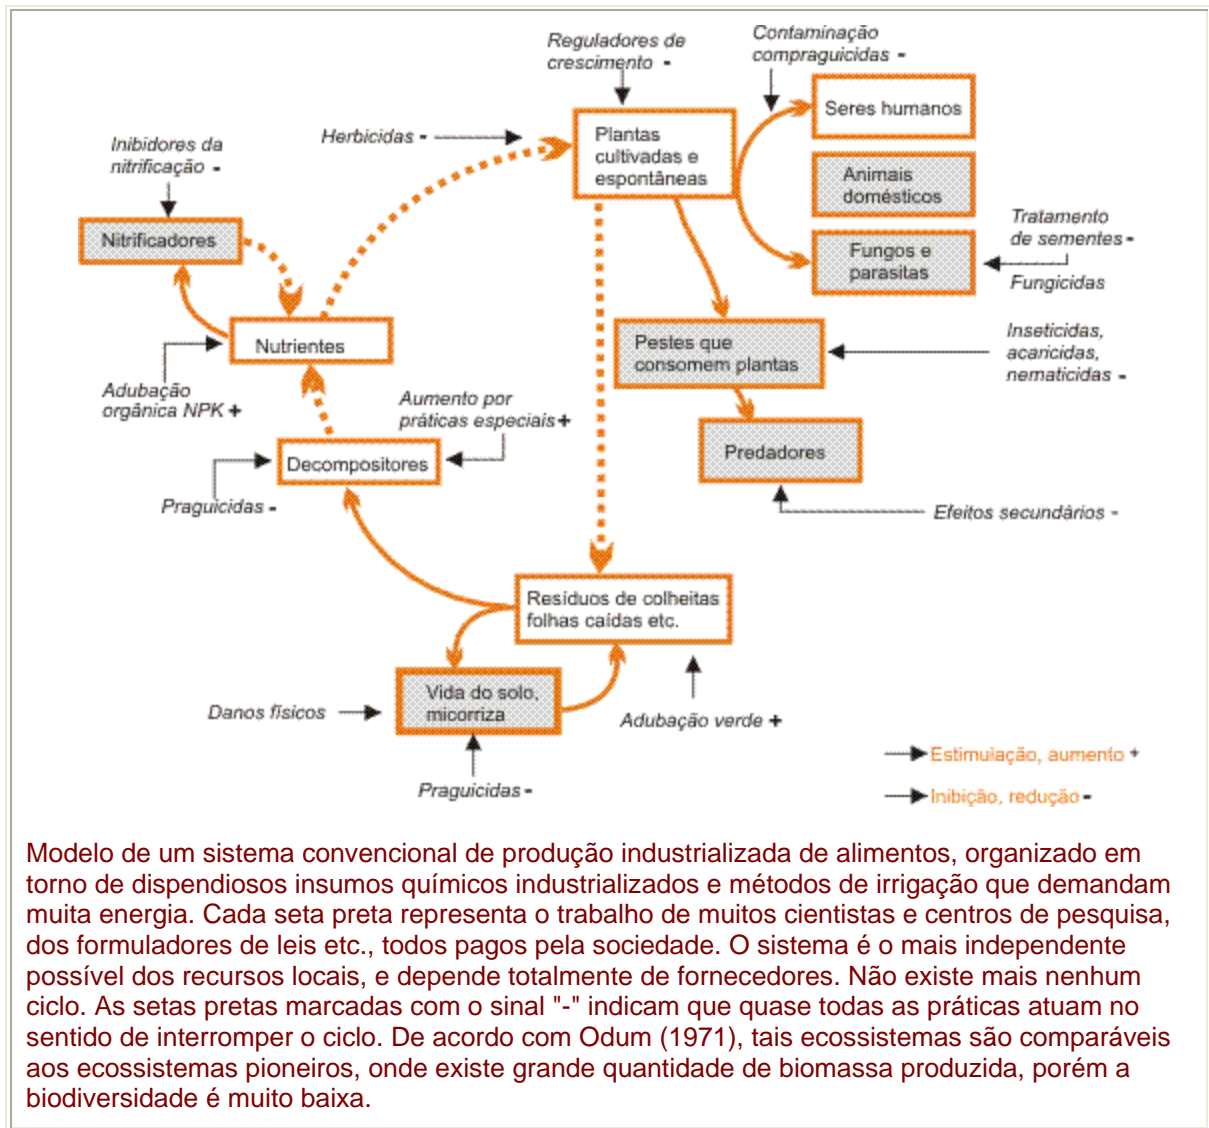 Reguladores de
crescimento -
Contaminação
compraguicidas -
Herbicidas -
Plantas
cultivadas e
espontâneas
Seres humanos
Animais
domésticos
Fungos e
parasitas
Tratamento
de sementes -
Fungicidas
Inibidores da
nitrificação -
Nitrificadores
Nutrientes
Adubação
orgânica NPK +
Aumento por
práticas especiais +
Decompositores
Praguicidas -
Pestes que
consomem plantas
Inseticidas,
acaricidas,
nematicidas -
Predadores
Efeitos secundários -
Resíduos de colheitas
folhas caídas etc.
Vida do solo,
micorriza
Danos físicos
Praguicidas -
Adubação verde +
Estimulação, aumento +
Inibição, redução -
Modelo de um sistema convencional de produção industrializada de alimentos, organizado em
torno de dispendiosos insumos químicos industrializados e métodos de irrigação que demandam
muita energia. Cada seta preta representa o trabalho de muitos cientistas e centros de pesquisa,
dos formuladores de leis etc., todos pagos pela sociedade. O sistema é o mais independente
possível dos recursos locais, e depende totalmente de fornecedores. Não existe mais nenhum
ciclo. As setas pretas marcadas com o sinal "-" indicam que quase todas as práticas atuam no
sentido de interromper o ciclo. De acordo com Odum (1971), tais ecossistemas são comparáveis
aos ecossistemas pioneiros, onde existe grande quantidade de biomassa produzida, porém a
biodiversidade é muito baixa.